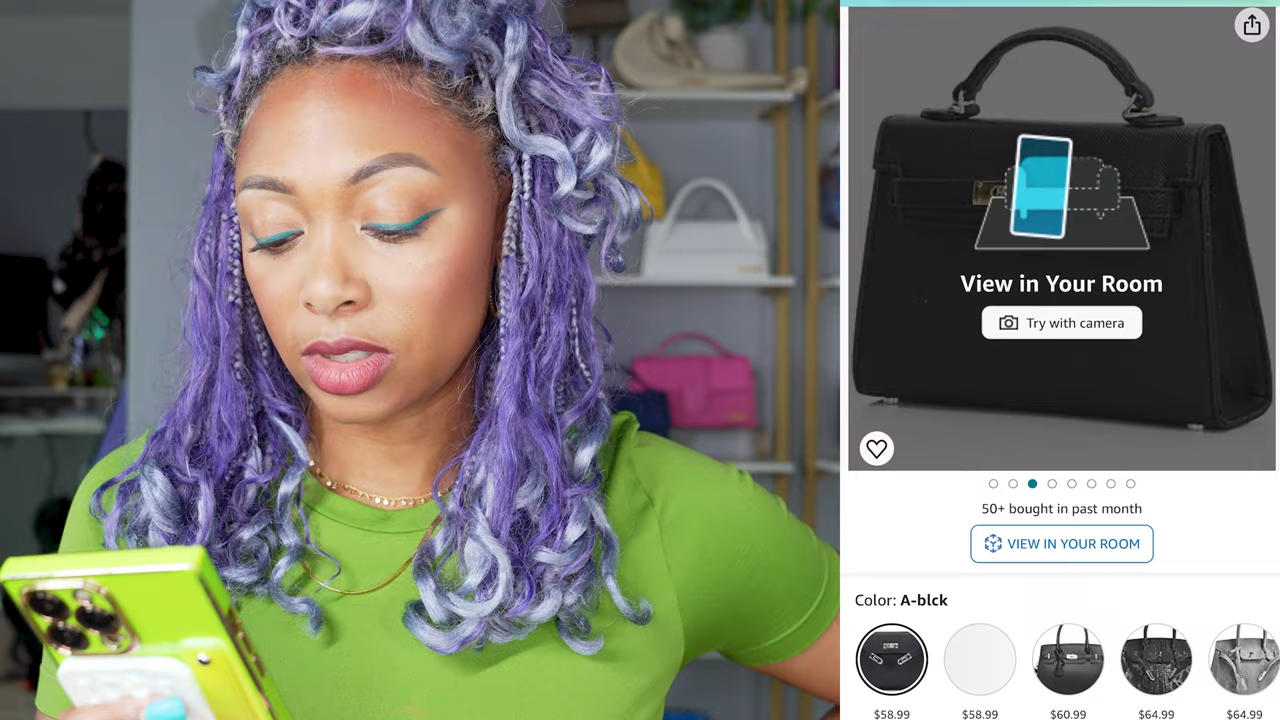 View in Your Room
Try with camera
50+ bought in past month
VIEW IN YOUR ROOM
Color: A-blck
$58.99
$58.99
$60.99
$64.99
$64.99